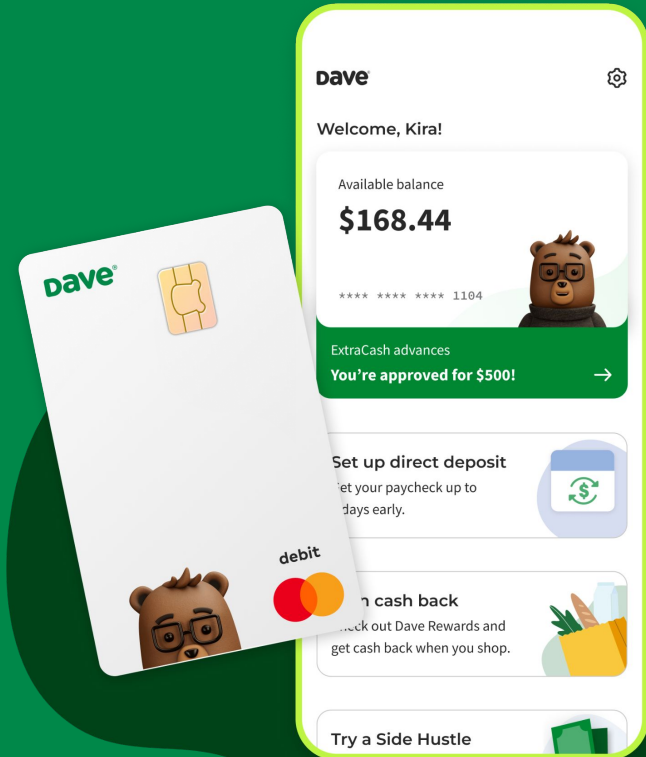 Dave
Welcome, Kira!
Available balance
$168.44
**** **** **** 1104
ExtraCash advances
You're approved for $500!
Set up direct deposit
your paycheck up to
days early.
cash back
out Dave Rewards and
get cash back when you shop.
Try a Side Hustle
Dave
debit